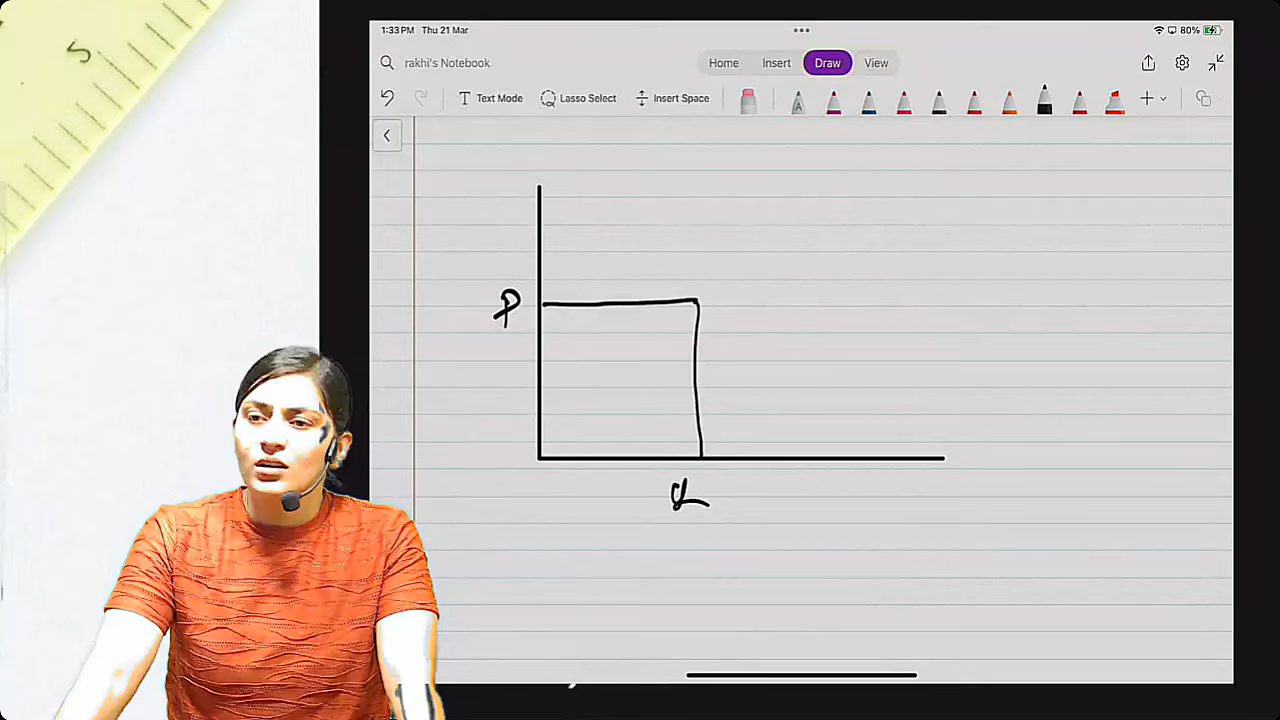 5
1:33 PM Thu 21 Mar
80%
rakhi's Notebook
Home Insert Draw View
Text Mode Lasso Select Insert Space
A
P